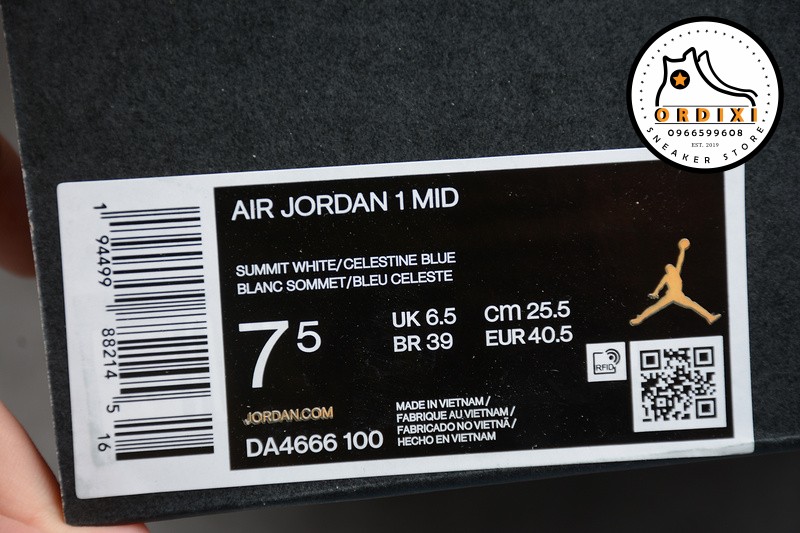 ORDIXI
0966599608
EST. 2019
SNEAKER STORE
AIR JORDAN 1 MID
SUMMIT WHITE/CELESTINE BLUE
BLANC SOMMET/BLEU CELESTE
7 5
UK 6.5 cm 25.5
BR 39 EUR 40.5
RFID
JORDAN.COM
DA4666 100
MADE IN VIETNAM /
FABRIQUE AU VIETNAM /
FABRICADO NO VIETNÃ /
HECHO EN VIETNAM
1 94499 88214 5 16